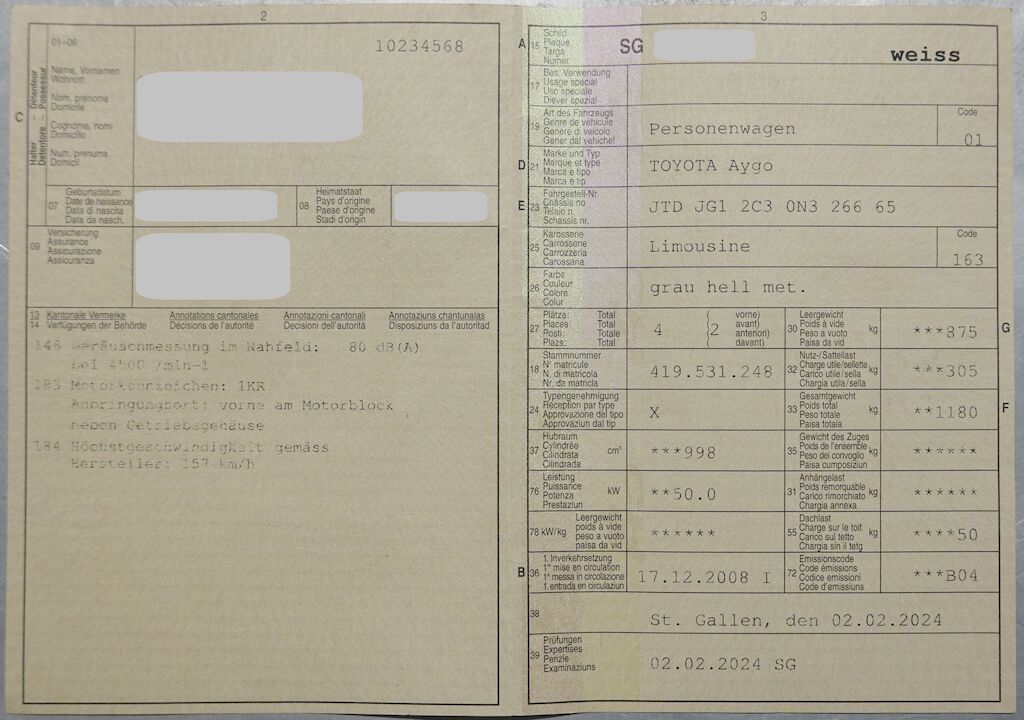 2
01-06
10234568
Halter – Détenteur
Detentore – Possessur
C
Name, Vornamen
Wohnort
Nom, prénoms
Domicile
Cognome, nomi
Domicilio
Num, prenums
Domicil
07
Geburtsdatum
Date de naissance
Data di nascita
Data da nasch.
08
Heimatstaat
Pays d'origine
Paese d'origine
Stadi d'origin
09
Versicherung
Assurance
Assicurazione
Assicuranza
13 Kantonale Vermerke Annotations cantonales Annotazioni cantonali Annotaziuns chantunalas
14 Verfügungen der Behörde Décisions de l'autorité Decisioni dell'autorità Disposiziuns da l'autoritad
146 Geräuschmessung im Nahfeld: 80 dB(A)
bei 4500 /min-1
183 Motorkennzeichen: 1KR
Anbringungsort: vorne am Motorblock
neben Getriebegehäuse
184 Höchstgeschwindigkeit gemäss
Hersteller: 157 km/h
3
A 15
Schild
Plaque
Targa
Numer
SG
weiss
17
Bes. Verwendung
Usage spécial
Uso speciale
Diever spezial
19
Art des Fahrzeugs
Genre de véhicule
Genere di veicolo
Gener dal vehichel
Personenwagen
Code
01
D 21
Marke und Typ
Marque et type
Marca e tipo
Marca e tip
TOYOTA Aygo
E 23
Fahrgestell-Nr.
Châssis no
Telaio n.
Schassis nr.
JTD JG1 2C3 0N3 266 65
25
Karosserie
Carrosserie
Carrozzeria
Carossaria
Limousine
Code
163
26
Farbe
Couleur
Colore
Colur
grau hell met.
27
Plätze: Total
Places: Total
Posti: Totale
Plazs: Total
4
( vorne)
(2 avant)
( anteriori)
( davant)
30
Leergewicht
Poids à vide
Peso a vuoto
Paisa da vid
kg
***875
G
18
Stammnummer
N° matricule
N. di matricola
Nr. da matricla
419.531.248
32
Nutz-/Sattellast
Charge utile/sellette
Carico utile/sella
Chargia utila/sella
kg
***305
24
Typengenehmigung
Réception par type
Approvazione del tipo
Approvaziun dal tip
X
33
Gesamtgewicht
Poids total
Peso totale
Paisa totala
kg
**1180
F
37
Hubraum
Cylindrée
Cilindrata
Cilindrada
cm³
***998
35
Gewicht des Zuges
Poids de l'ensemble
Peso del convoglio
Paisa cumposiziun
kg
******
76
Leistung
Puissance
Potenza
Prestaziun
kW
**50.0
31
Anhängelast
Poids remorquable
Carico rimorchiato
Chargia annexa
kg
******
78 kW/kg
Leergewicht
poids à vide
peso a vuoto
paisa da vid
******
55
Dachlast
Charge sur le toit
Carico sul tetto
Chargia sin il tetg
kg
****50
B 36
1. Inverkehrsetzung
1re mise en circulation
1a messa in circolazione
1. entrada en circulaziun
17.12.2008 I
72
Emissionscode
Code émissions
Codice emissioni
Code d'emissiuns
***B04
38
St. Gallen, den 02.02.2024
39
Prüfungen
Expertises
Perizie
Examinaziuns
02.02.2024 SG